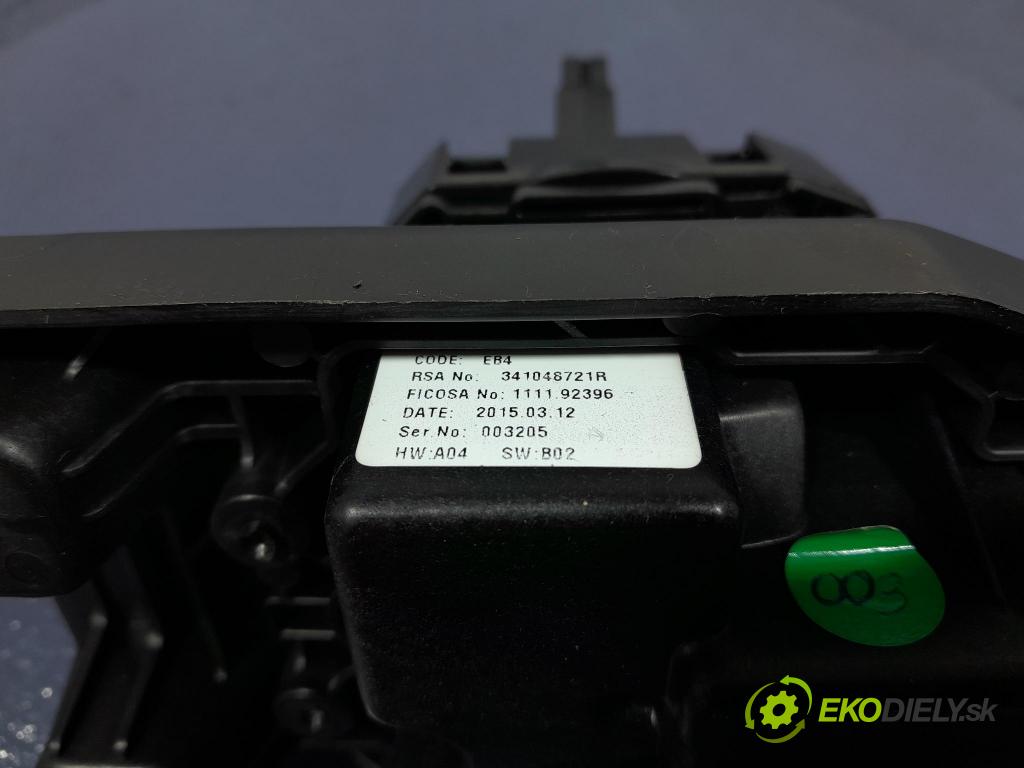 CODE: EB4
RSA No: 341048721R
FICOSA No: 1111.92396
DATE: 2015.03.12
Ser.No: 003205
HW:A04 SW:B02
003
EKODIELY.sk